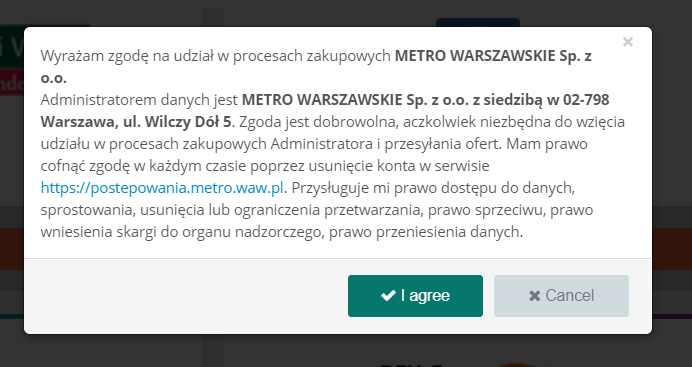 ×
Wyrażam zgodę na udział w procesach zakupowych METRO WARSZAWSKIE Sp. z
o.o.
Administratorem danych jest METRO WARSZAWSKIE Sp. z o.o. z siedzibą w 02-798
Warszawa, ul. Wilczy Dół 5. Zgoda jest dobrowolna, aczkolwiek niezbędna do wzięcia
udziału w procesach zakupowych Administratora i przesyłania ofert. Mam prawo
cofnąć zgodę w każdym czasie poprzez usunięcie konta w serwisie
https://postepowania.metro.waw.pl. Przysługuje mi prawo dostępu do danych,
sprostowania, usunięcia lub ograniczenia przetwarzania, prawo sprzeciwu, prawo
wniesienia skargi do organu nadzorczego, prawo przeniesienia danych.
✔ I agree
✖ Cancel